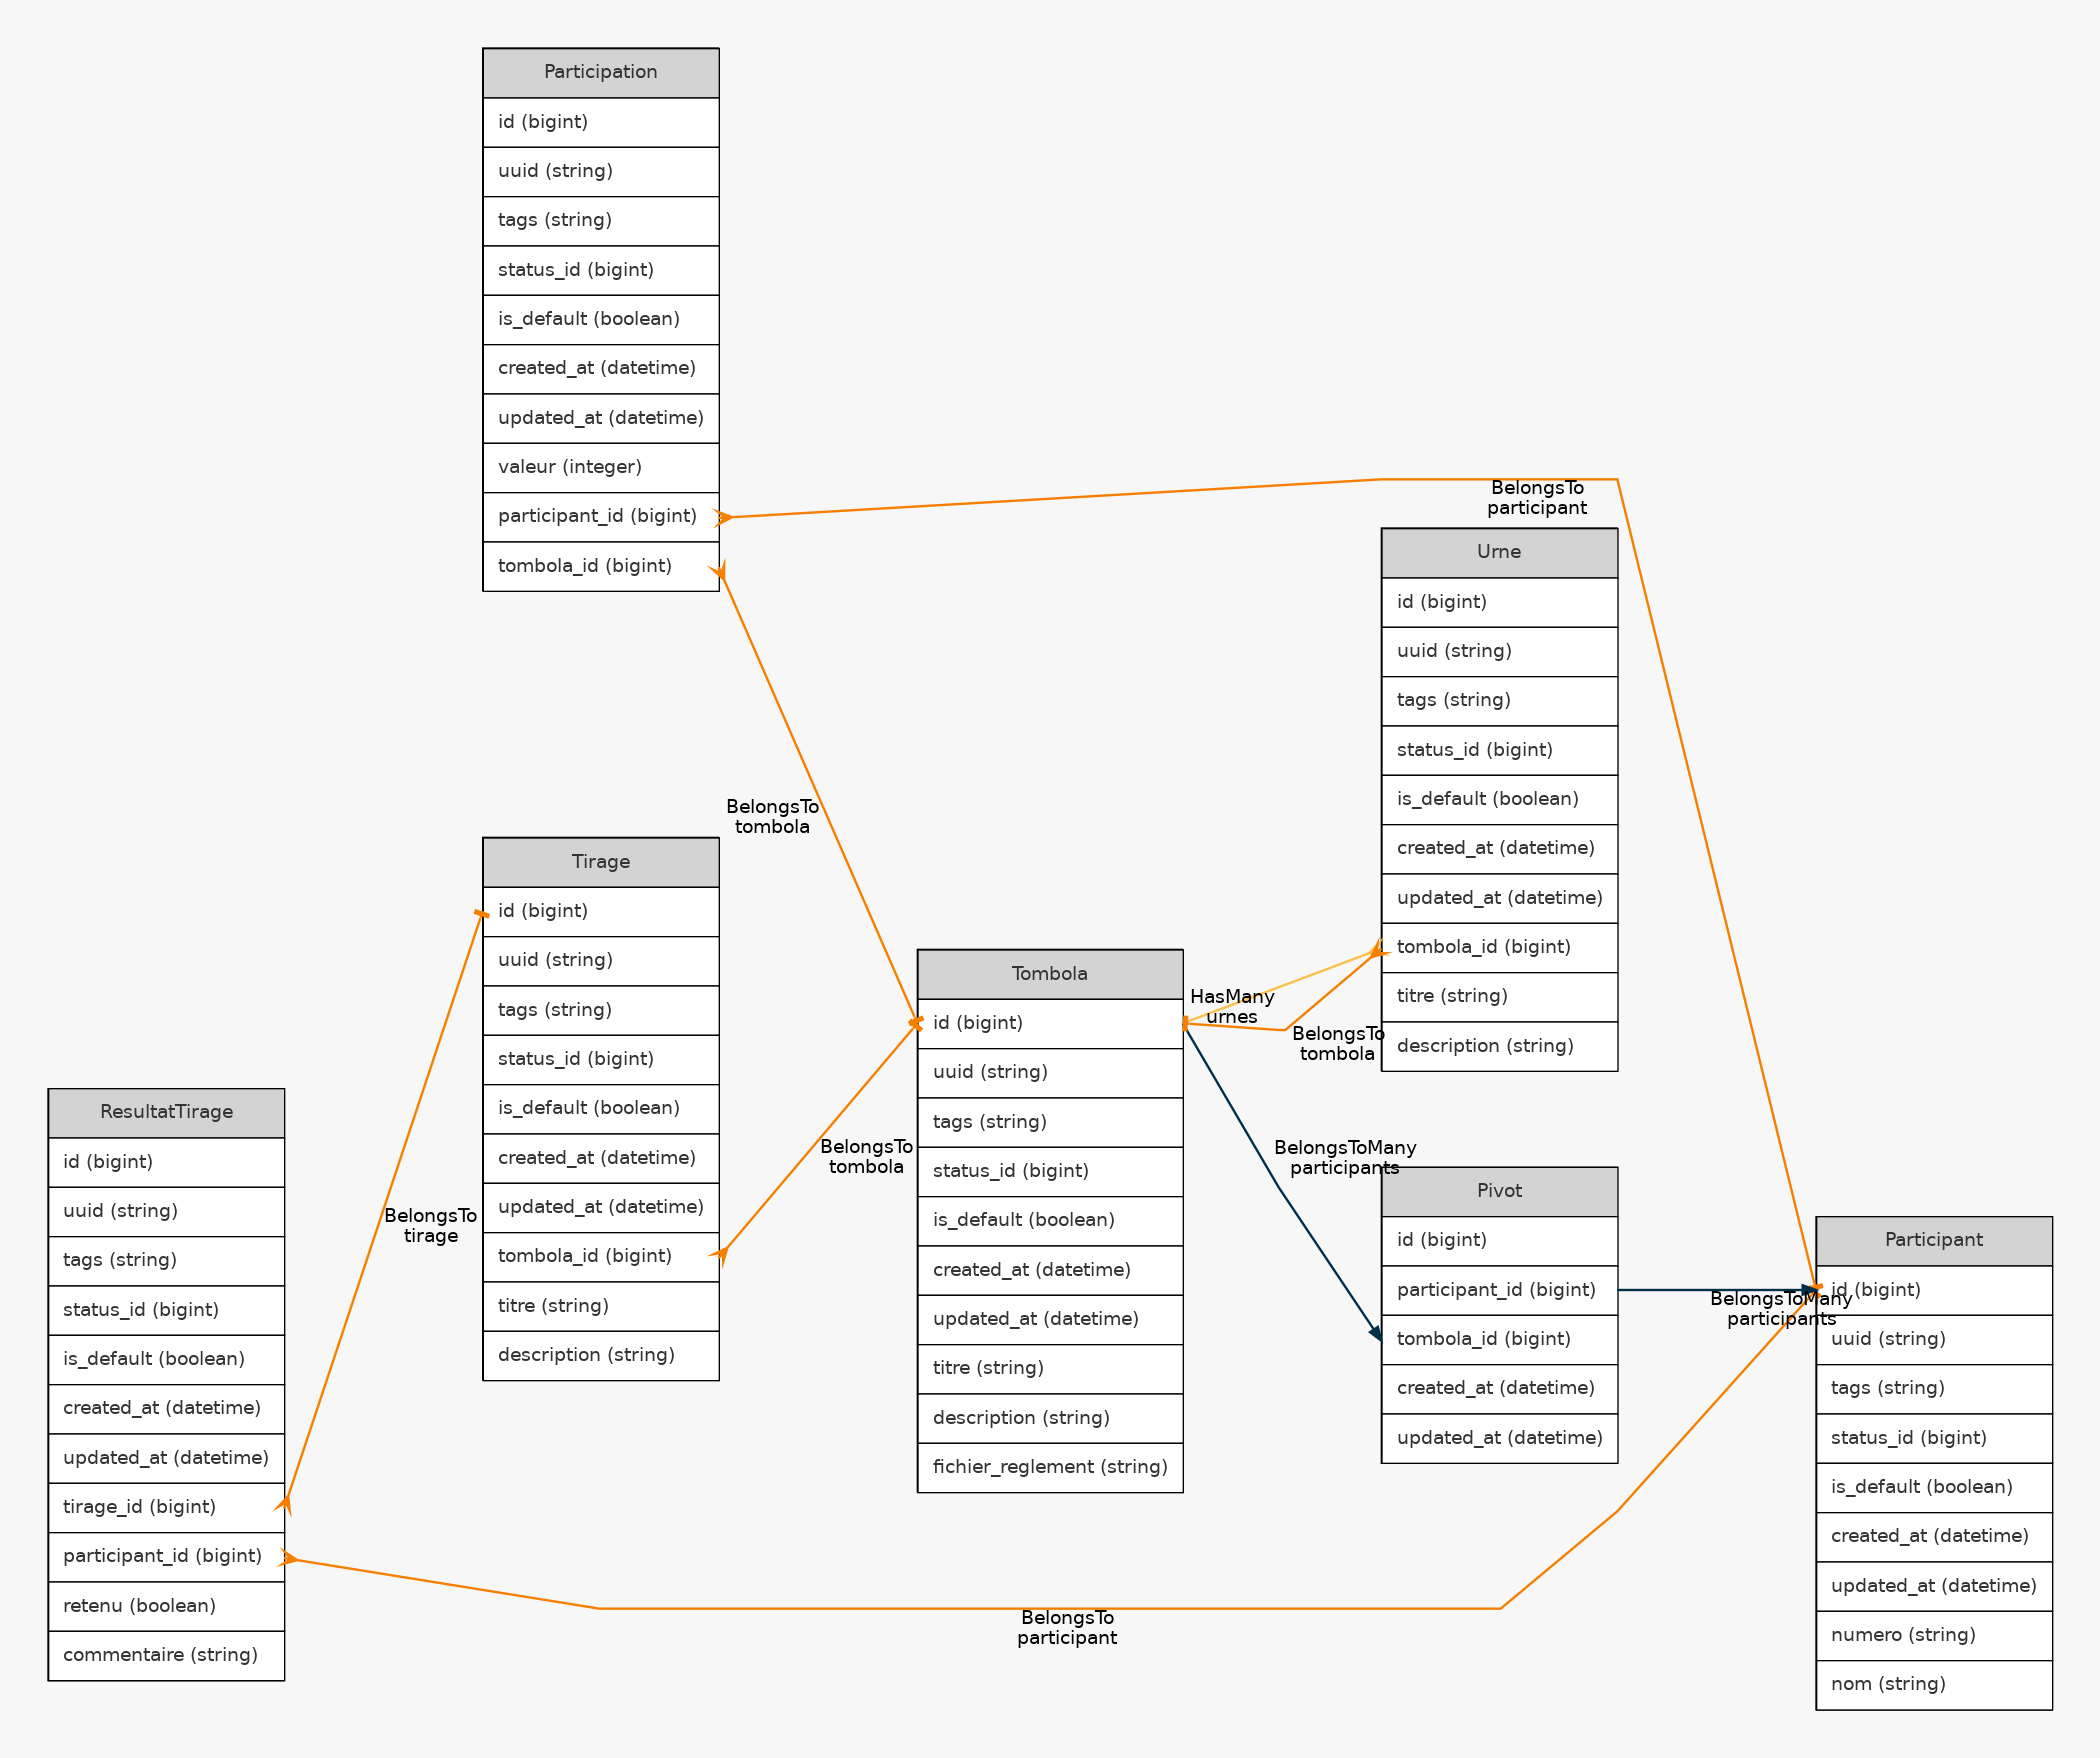 Participation
id (bigint)
uuid (string)
tags (string)
status_id (bigint)
is_default (boolean)
created_at (datetime)
updated_at (datetime)
valeur (integer)
participant_id (bigint)
tombola_id (bigint)
BelongsTo
participant
Urne
id (bigint)
uuid (string)
tags (string)
status_id (bigint)
is_default (boolean)
created_at (datetime)
updated_at (datetime)
tombola_id (bigint)
titre (string)
description (string)
BelongsTo
tombola
Tirage
id (bigint)
uuid (string)
tags (string)
status_id (bigint)
is_default (boolean)
created_at (datetime)
updated_at (datetime)
tombola_id (bigint)
titre (string)
description (string)
BelongsTo
tombola
Tombola
id (bigint)
uuid (string)
tags (string)
status_id (bigint)
is_default (boolean)
created_at (datetime)
updated_at (datetime)
titre (string)
description (string)
fichier_reglement (string)
HasMany
urnes
BelongsTo
tombola
BelongsToMany
participants
ResultatTirage
id (bigint)
uuid (string)
tags (string)
status_id (bigint)
is_default (boolean)
created_at (datetime)
updated_at (datetime)
tirage_id (bigint)
participant_id (bigint)
retenu (boolean)
commentaire (string)
BelongsTo
tirage
Pivot
id (bigint)
participant_id (bigint)
tombola_id (bigint)
created_at (datetime)
updated_at (datetime)
BelongsToMany
participants
Participant
id (bigint)
uuid (string)
tags (string)
status_id (bigint)
is_default (boolean)
created_at (datetime)
updated_at (datetime)
numero (string)
nom (string)
BelongsTo
participant